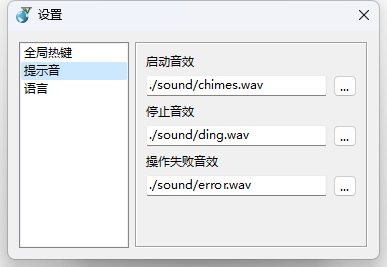 设置
全局热键
提示音
语言
启动音效
./sound/chimes.wav
...
停止音效
./sound/ding.wav
...
操作失败音效
./sound/error.wav
...